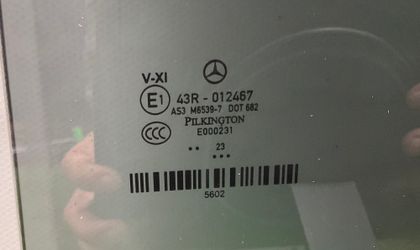 V-XI
E1 43R - 012467
AS3 M6539-7 DOT 682
PILKINGTON
CCC E000231
.. 23
...
5602